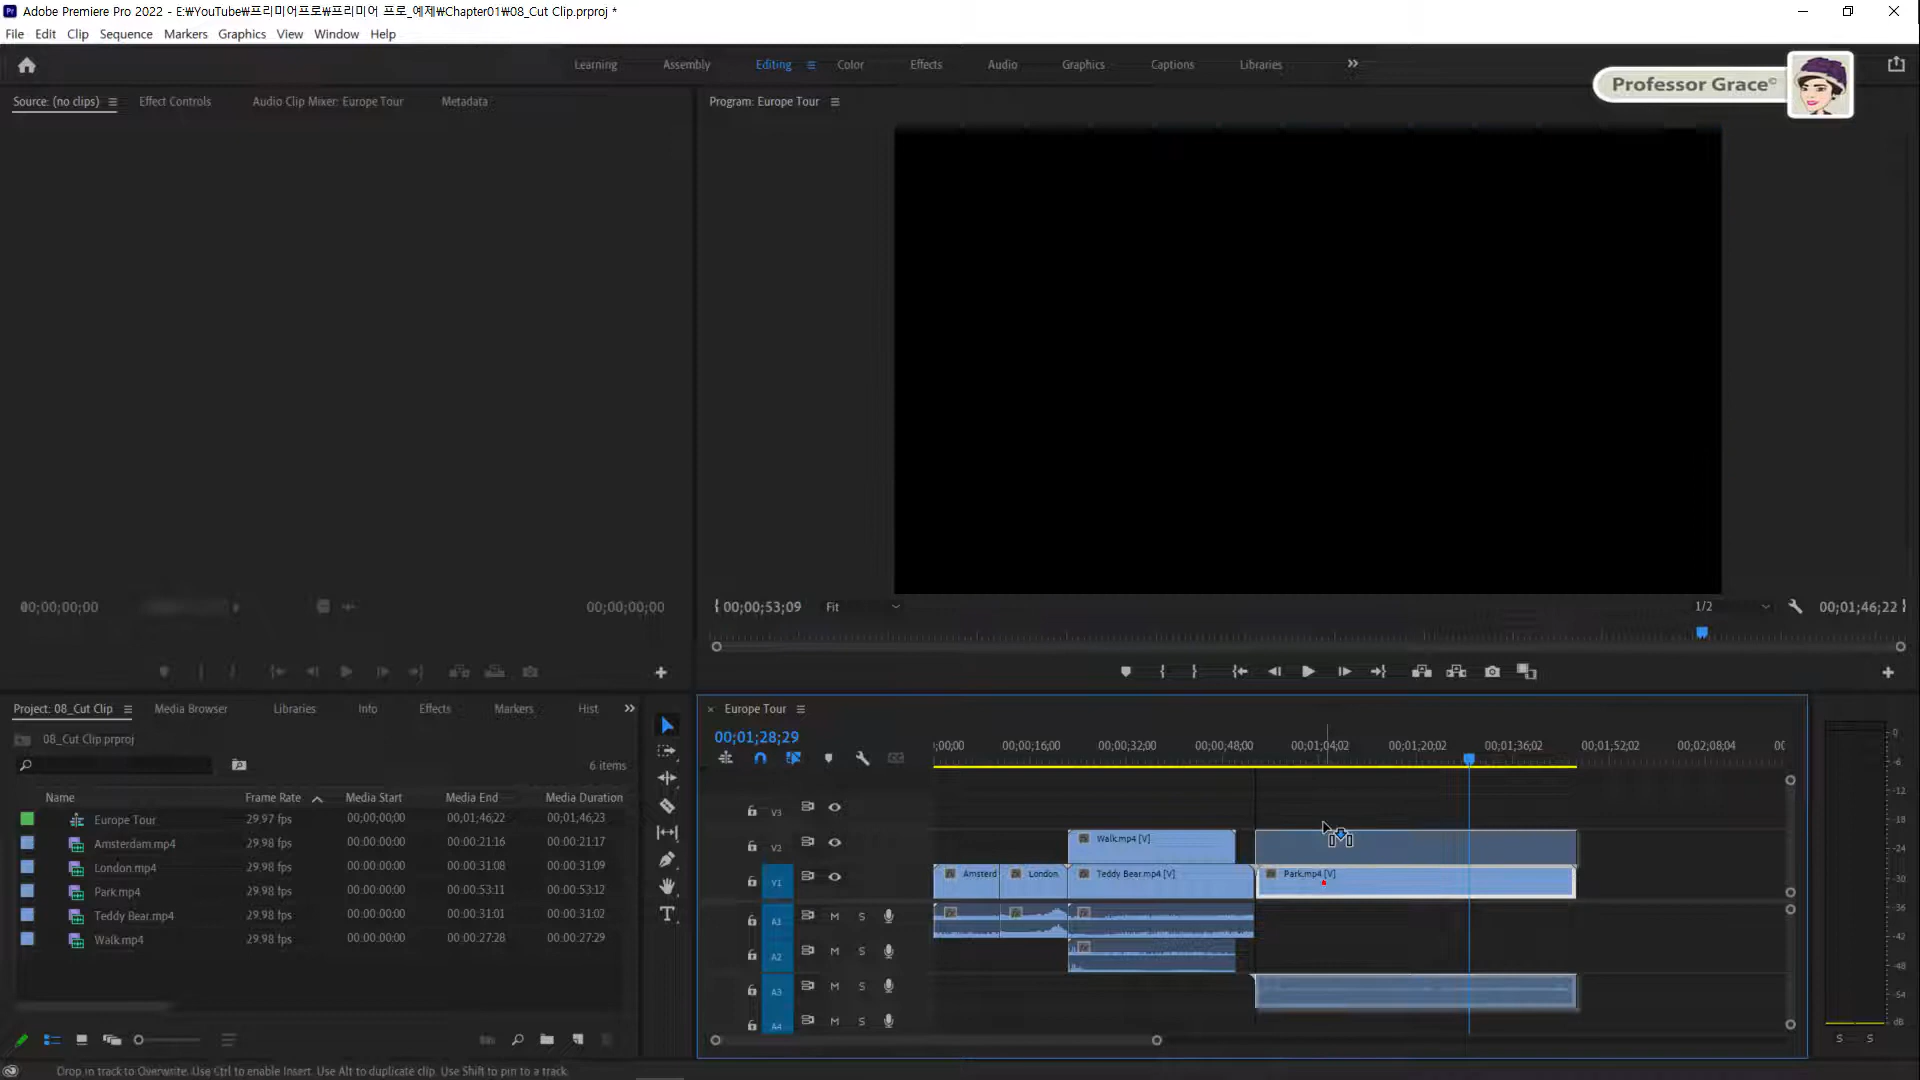 Adobe Premiere Pro 2022 - E:₩YouTube₩프리미어프로₩프리미어 프로_예제₩Chapter01₩08_Cut Clip.prproj *
File Edit Clip Sequence Markers Graphics View Window Help
Learning Assembly Editing Color Effects Audio Graphics Captions Libraries
Professor Grace©
Source: (no clips) Effect Controls Audio Clip Mixer: Europe Tour Metadata
Program: Europe Tour
00;00;00;00 00;00;00;00
00;00;53;09 Fit 1/2 00;01;46;22
Project: 08_Cut Clip Media Browser Libraries Info Effects Markers Hist
08_Cut Clip.prproj
6 items
Name Frame Rate Media Start Media End Media Duration
Europe Tour 29.97 fps 00;00;00;00 00;01;46;22 00;01;46;23
Amsterdam.mp4 29.98 fps 00:00:00:00 00:00:21:16 00:00:21:17
London.mp4 29.98 fps 00:00:00:00 00:00:31:08 00:00:31:09
Park.mp4 29.98 fps 00:00:00:00 00:00:53:11 00:00:53:12
Teddy Bear.mp4 29.98 fps 00:00:00:00 00:00:31:01 00:00:31:02
Walk.mp4 29.98 fps 00:00:00:00 00:00:27:28 00:00:27:29
Europe Tour
00;01;28;29
;00;00 00;00;16;00 00;00;32;00 00;00;48;00 00;01;04;02 00;01;20;02 00;01;36;02 00;01;52;02 00;02;08;04 00
V3
V2 Walk.mp4 [V]
V1 Amsterd London Teddy Bear.mp4 [V] Park.mp4 [V]
A1 M S
A2 M S
A3 M S
A4 M S
0
-6
-12
-18
-24
-30
-36
-42
-48
-54
dB
S S
Drop in track to Overwrite. Use Ctrl to enable Insert. Use Alt to duplicate clip. Use Shift to pin to a track.